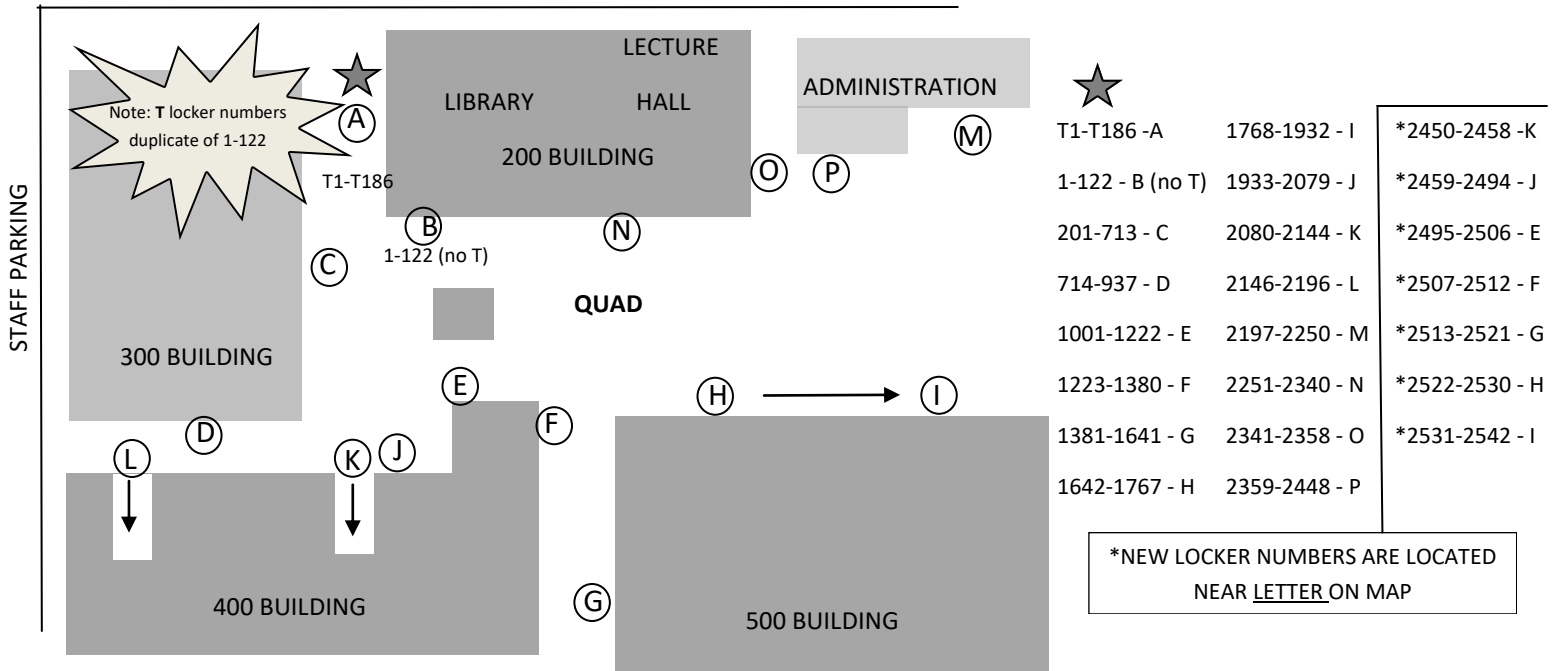 STAFF PARKING
Note: T locker numbers
duplicate of 1-122
A
T1-T186
LECTURE
LIBRARY HALL
200 BUILDING
ADMINISTRATION
M
O
P
B
1-122 (no T)
N
C
QUAD
300 BUILDING
E
H
I
D
F
L
K
J
400 BUILDING
G
500 BUILDING
T1-T186 -A
1-122 - B (no T)
201-713 - C
714-937 - D
1001-1222 - E
1223-1380 - F
1381-1641 - G
1642-1767 - H
1768-1932 - I
1933-2079 - J
2080-2144 - K
2146-2196 - L
2197-2250 - M
2251-2340 - N
2341-2358 - O
2359-2448 - P
*2450-2458 -K
*2459-2494 - J
*2495-2506 - E
*2507-2512 - F
*2513-2521 - G
*2522-2530 - H
*2531-2542 - I
*NEW LOCKER NUMBERS ARE LOCATED
NEAR LETTER ON MAP